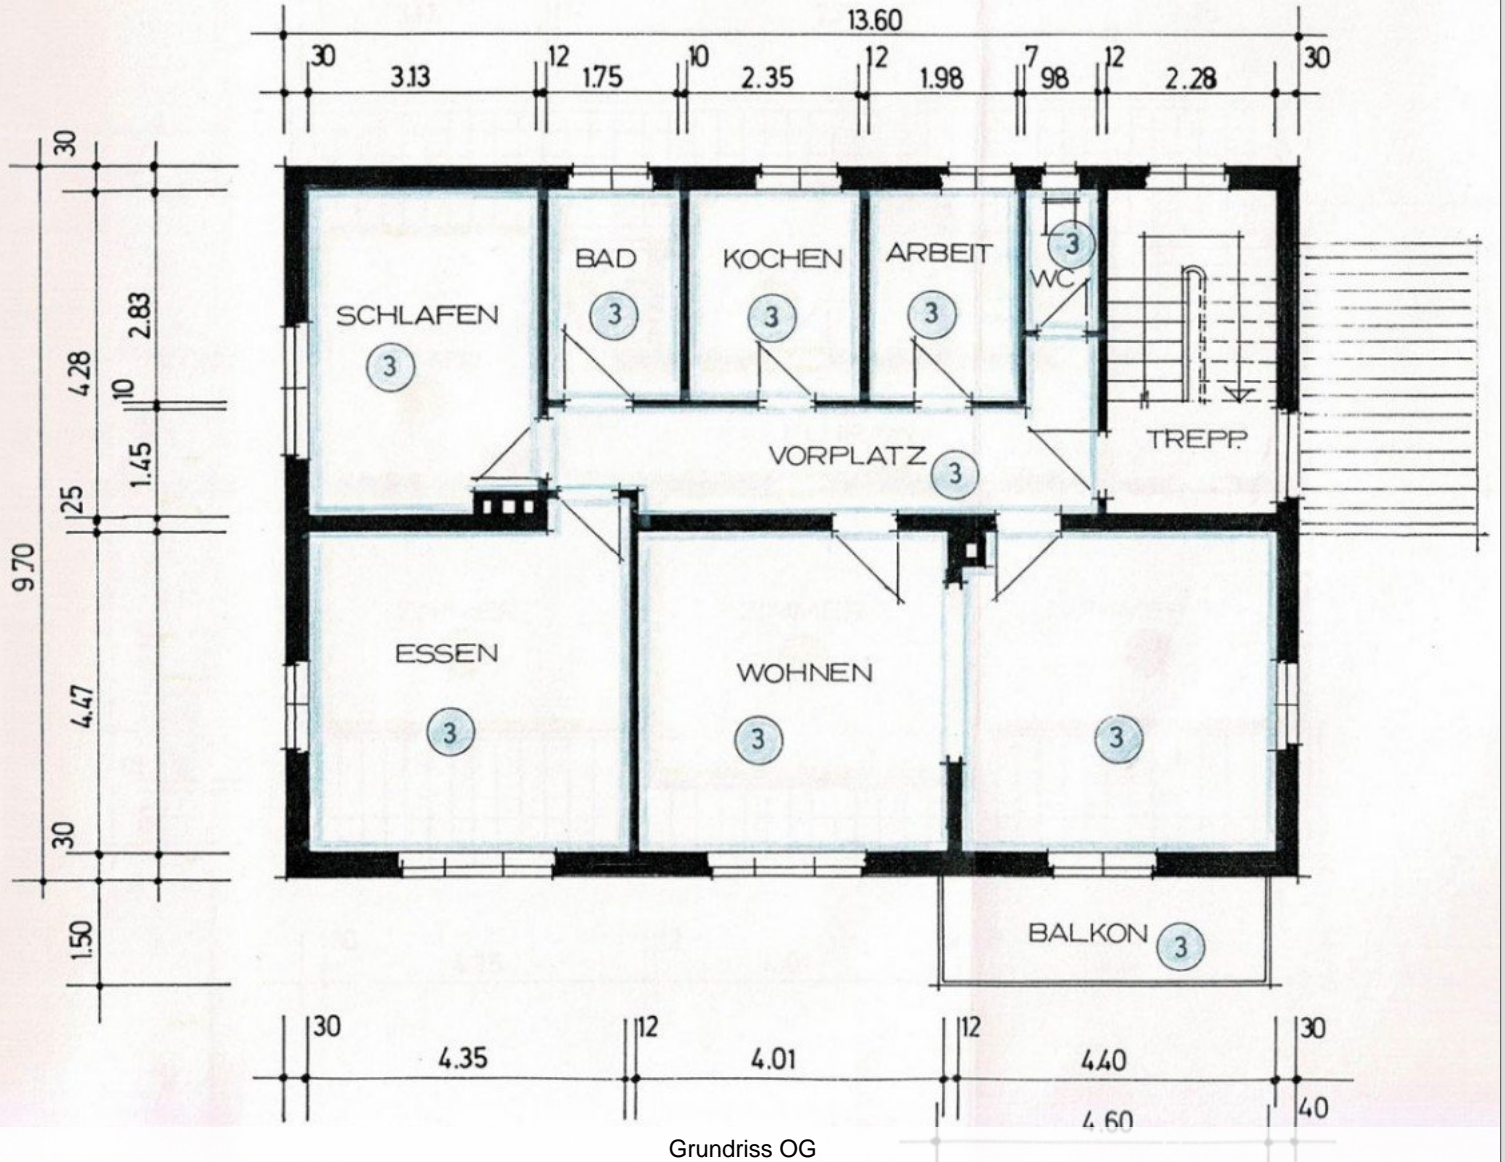 13.60
30 3.13 12 1.75 10 2.35 12 1.98 7 98 12 2.28 30
30
4.28
25
4.47
30
1.50
9.70
2.83
10
1.45
SCHLAFEN
3
BAD
3
KOCHEN
3
ARBEIT
3
3
WC
VORPLATZ
3
TREPP.
ESSEN
3
WOHNEN
3
3
BALKON
3
30 4.35 12 4.01 12 4.40 30
4.60 40
Grundriss OG